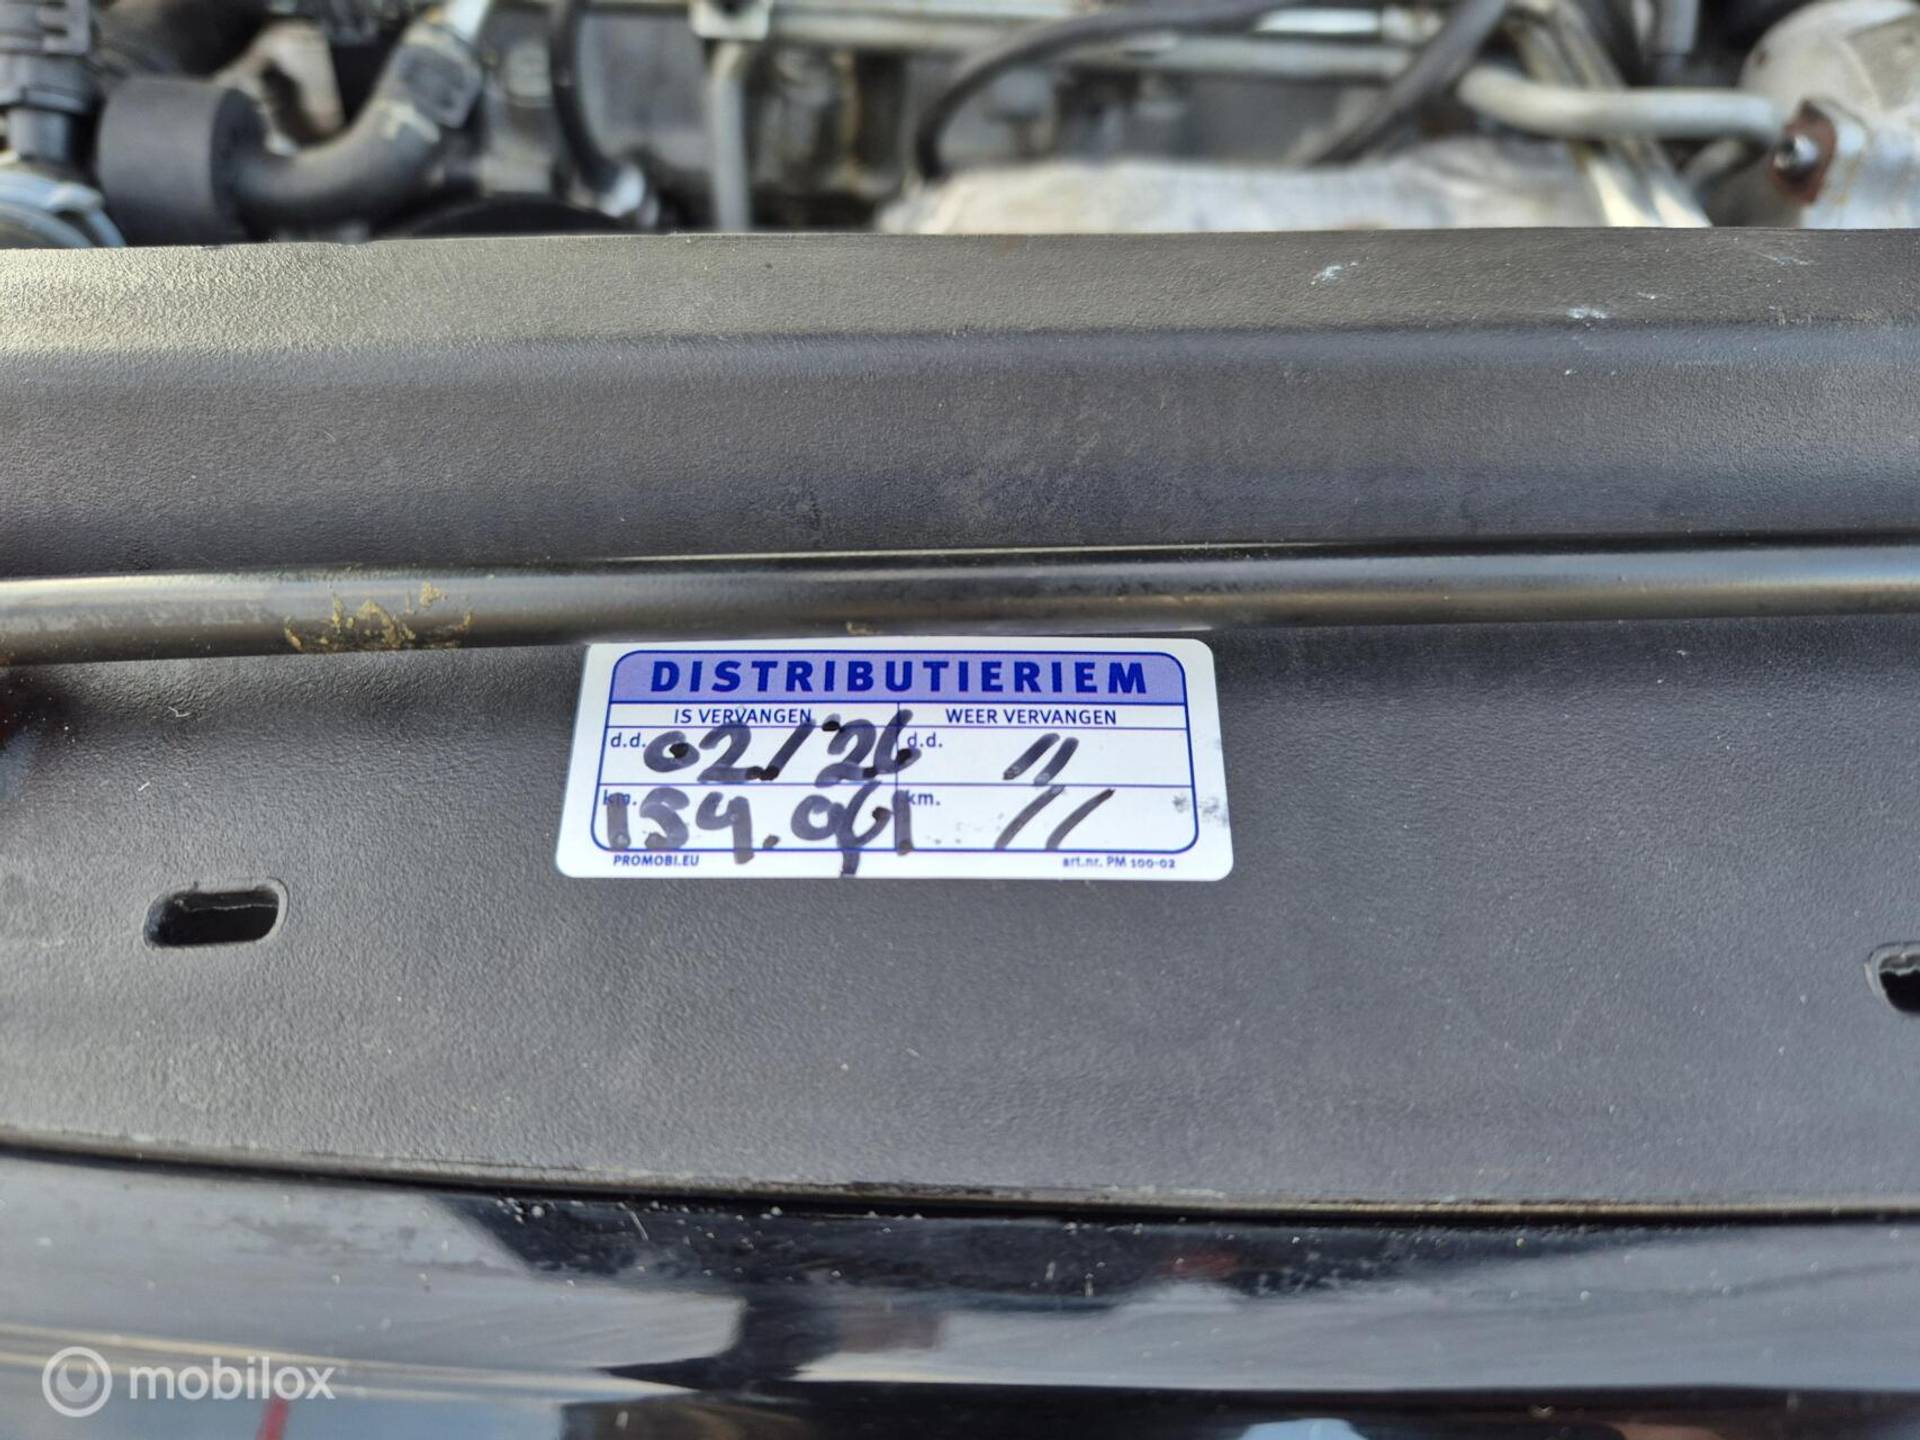 DISTRIBUTIERIEM
IS VERVANGEN WEER VERVANGEN
d.d. 02/26 d.d. "
km. 154.061 km. "
PROMOBI.EU art.nr. PM 100-02
mobilox